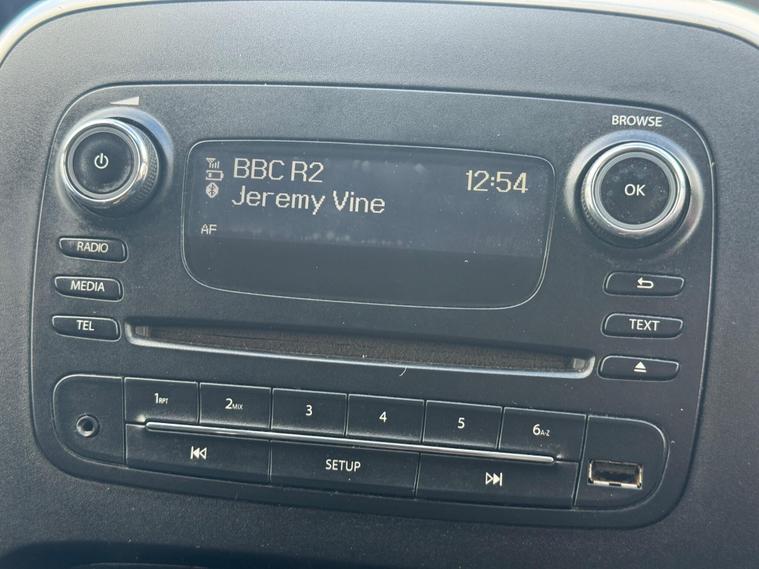 BROWSE
BBC R2 12:54
Jeremy Vine
OK
AF
RADIO
MEDIA
TEL TEXT
1RPT 2MIX 3 4 5 6A-Z
SETUP